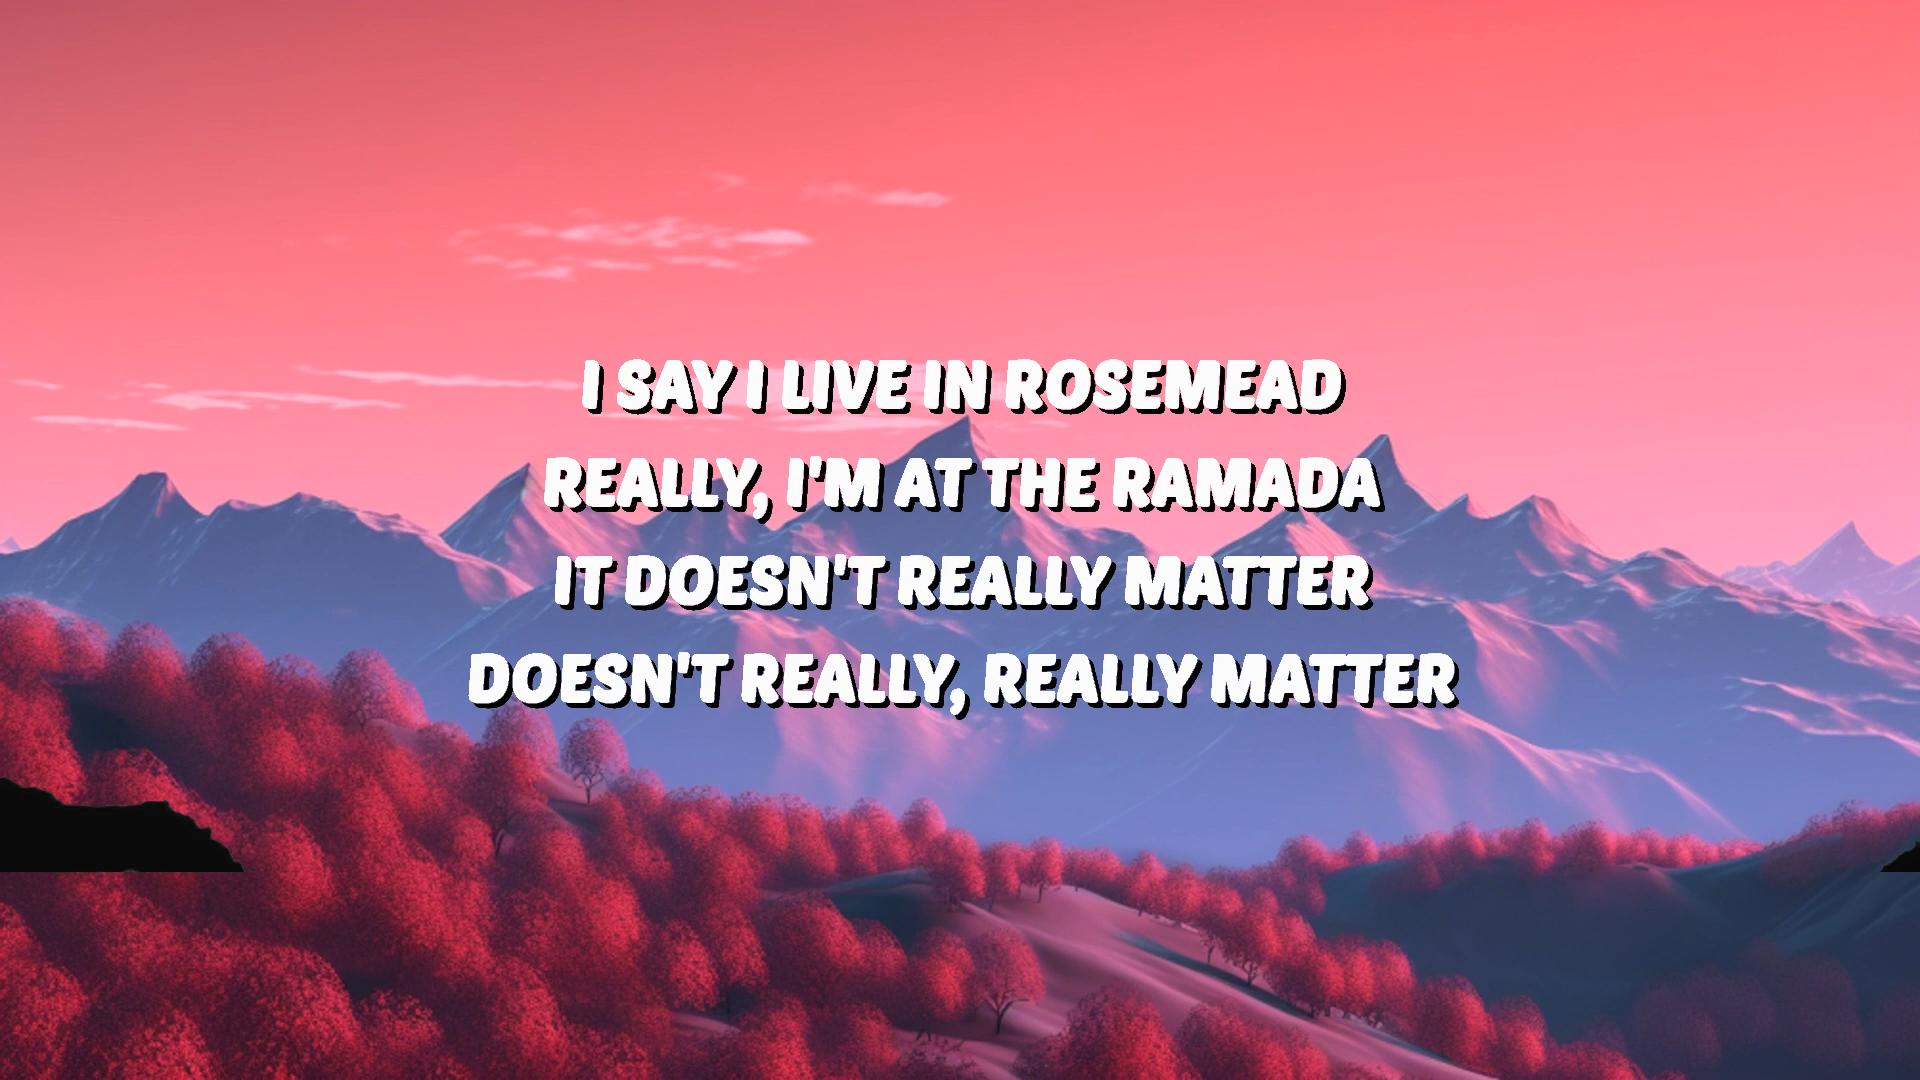 I SAY I LIVE IN ROSEMEAD
REALLY, I'M AT THE RAMADA
IT DOESN'T REALLY MATTER
DOESN'T REALLY, REALLY MATTER